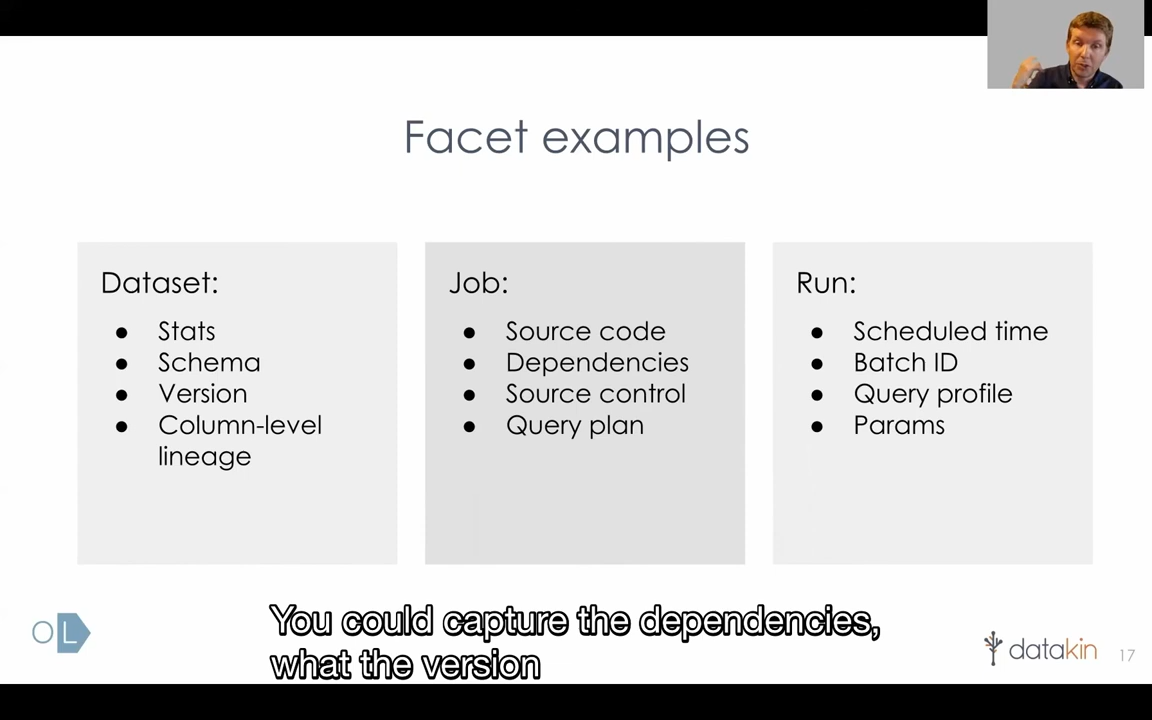 Facet examples
Dataset:
● Stats
● Schema
● Version
● Column-level
lineage
Job:
● Source code
● Dependencies
● Source control
● Query plan
Run:
● Scheduled time
● Batch ID
● Query profile
● Params
You could capture the dependencies,
what the version
OL
datakin
17